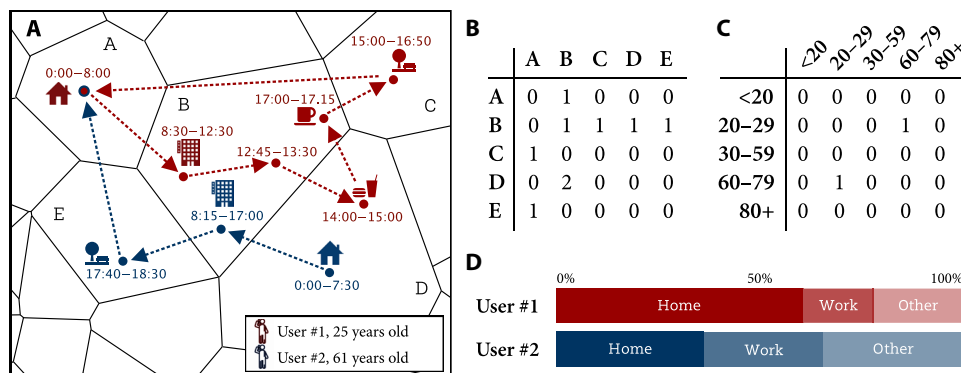 A
A
0:00–8:00
15:00–16:50
B
17:00–17.15
C
8:30–12:30
12:45–13:30
14:00–15:00
8:15–17:00
E
17:40–18:30
0:00–7:30
D
User #1, 25 years old
User #2, 61 years old
B
A B C D E
A 0 1 0 0 0
B 0 1 1 1 1
C 1 0 0 0 0
D 0 2 0 0 0
E 1 0 0 0 0
C
<20 20–29 30–59 60–79 80+
<20 0 0 0 0 0
20–29 0 0 0 1 0
30–59 0 0 0 0 0
60–79 0 1 0 0 0
80+ 0 0 0 0 0
D
0% 50% 100%
User #1 Home Work Other
User #2 Home Work Other